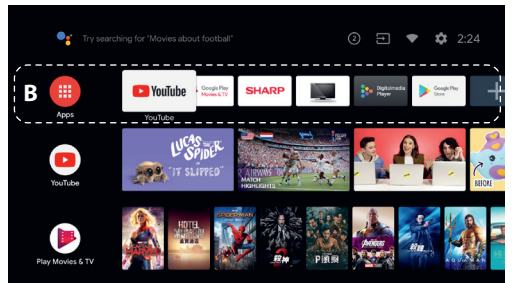 Try searching for "Movies about football"
2
2:24
B
Apps
YouTube
Google Play
Movies & TV
SHARP
Digitalmedia
Player
Google Play
Store
YouTube
YouTube
LUCAS
THE
SPIDER
"IT SLIPPED"
MATCH
HIGHLIGHTS
BEFORE
Play Movies & TV
HOTEL
SPIDER-MAN
AVENGERS
AQUAMAN